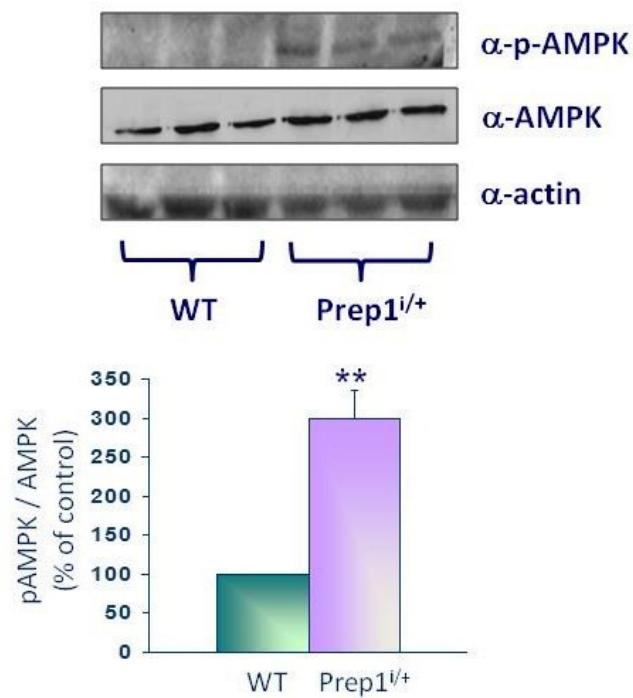 α-p-AMPK
α-AMPK
α-actin
WT Prep1i/+
**
350
300
250
200
150
100
50
0
pAMPK / AMPK
(% of control)
WT Prep1i/+